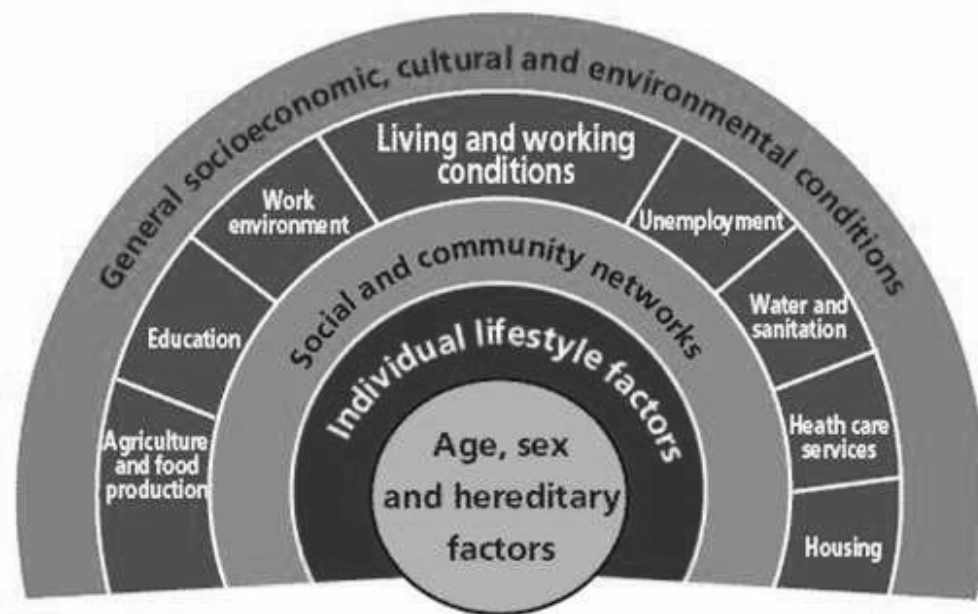 General socioeconomic, cultural and environmental conditions
Living and working
conditions
Work
environment
Unemployment
Education
Water and
sanitation
Agriculture
and food
production
Heath care
services
Housing
Social and community networks
Individual lifestyle factors
Age, sex
and hereditary
factors